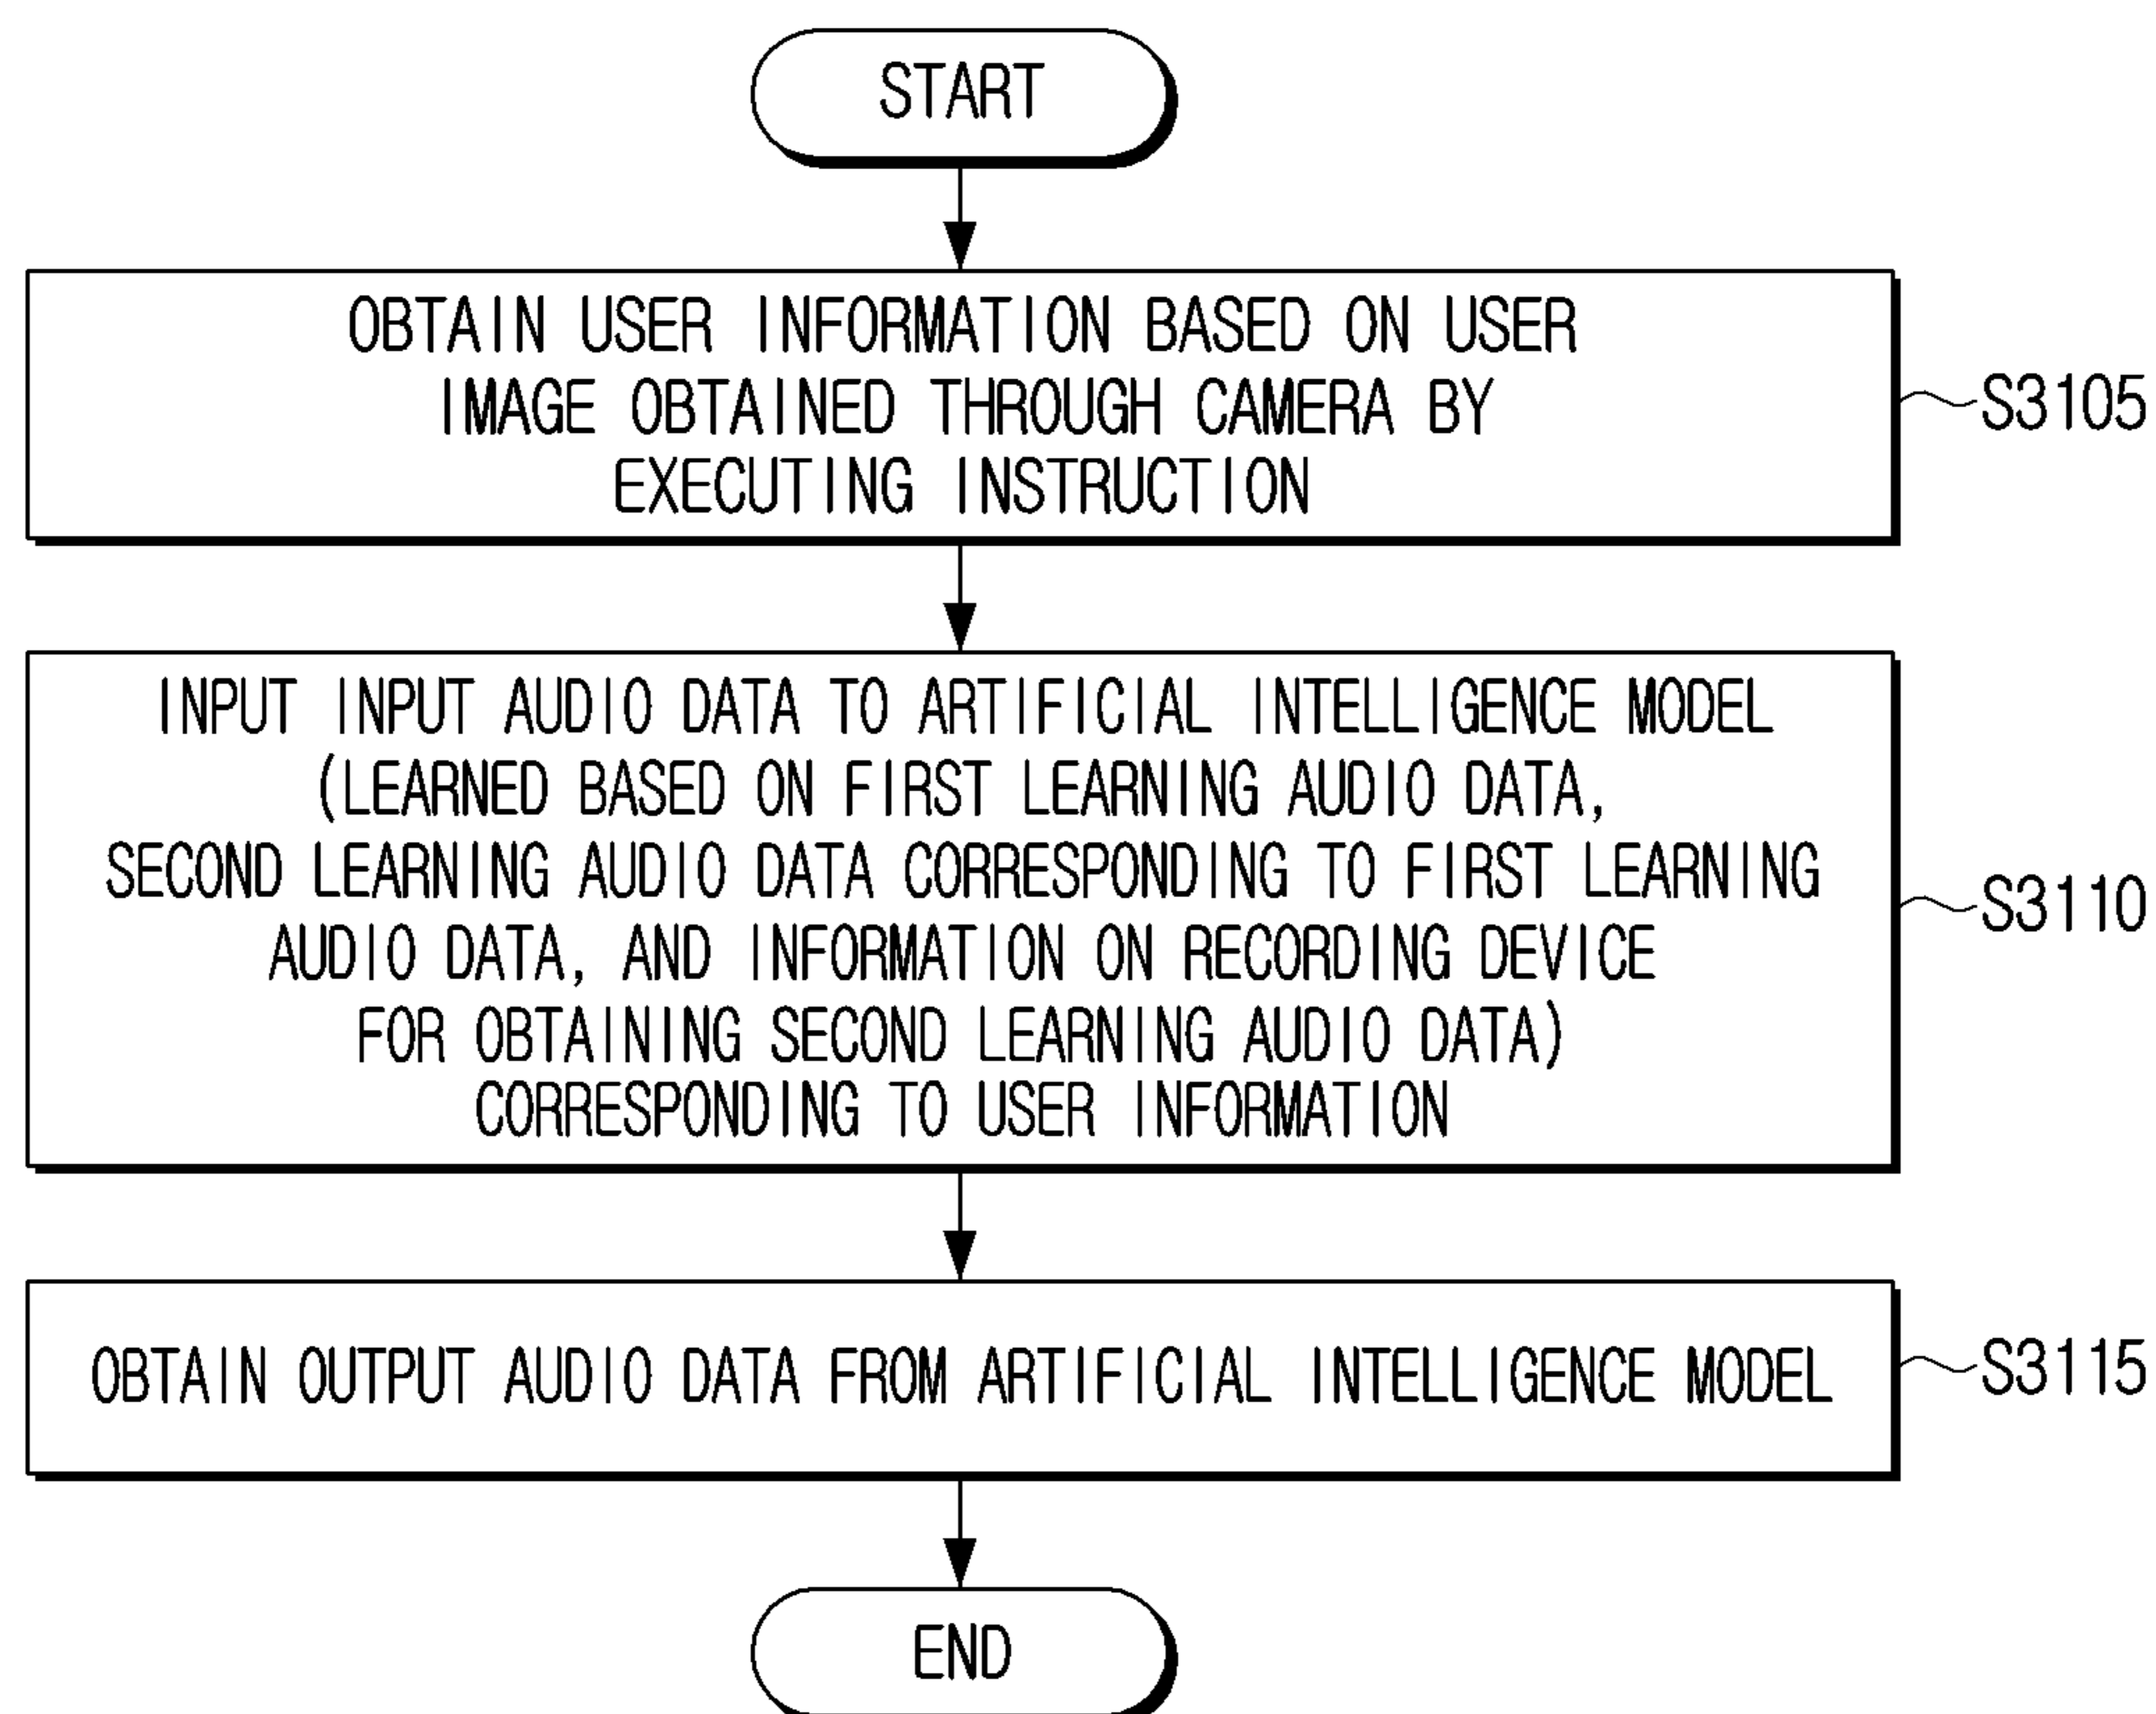 START
OBTAIN USER INFORMATION BASED ON USER
IMAGE OBTAINED THROUGH CAMERA BY
EXECUTING INSTRUCTION
S3105
INPUT INPUT AUDIO DATA TO ARTIFICIAL INTELLIGENCE MODEL
(LEARNED BASED ON FIRST LEARNING AUDIO DATA,
SECOND LEARNING AUDIO DATA CORRESPONDING TO FIRST LEARNING
AUDIO DATA, AND INFORMATION ON RECORDING DEVICE
FOR OBTAINING SECOND LEARNING AUDIO DATA)
CORRESPONDING TO USER INFORMATION
S3110
OBTAIN OUTPUT AUDIO DATA FROM ARTIFICIAL INTELLIGENCE MODEL
S3115
END